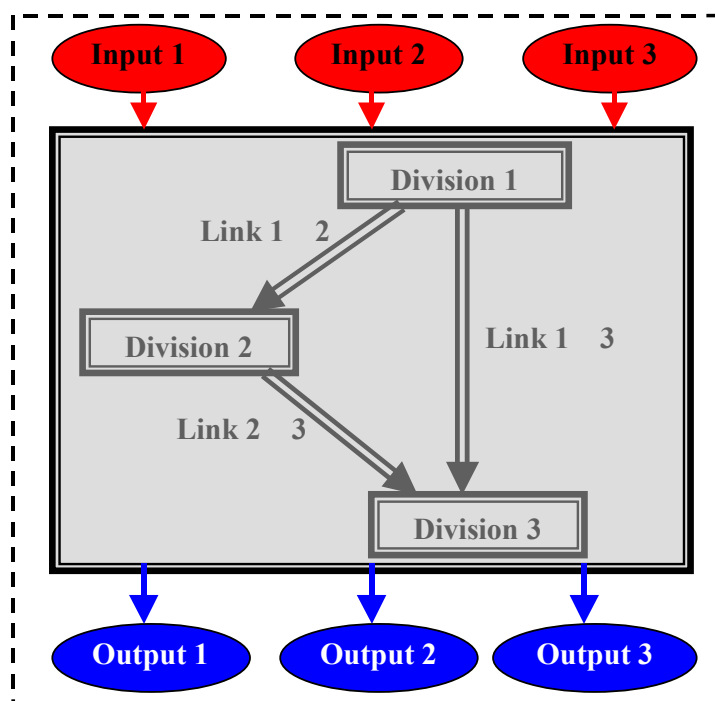 Input 1
Input 2
Input 3
Division 1
Link 1 2
Division 2
Link 1 3
Link 2 3
Division 3
Output 1
Output 2
Output 3